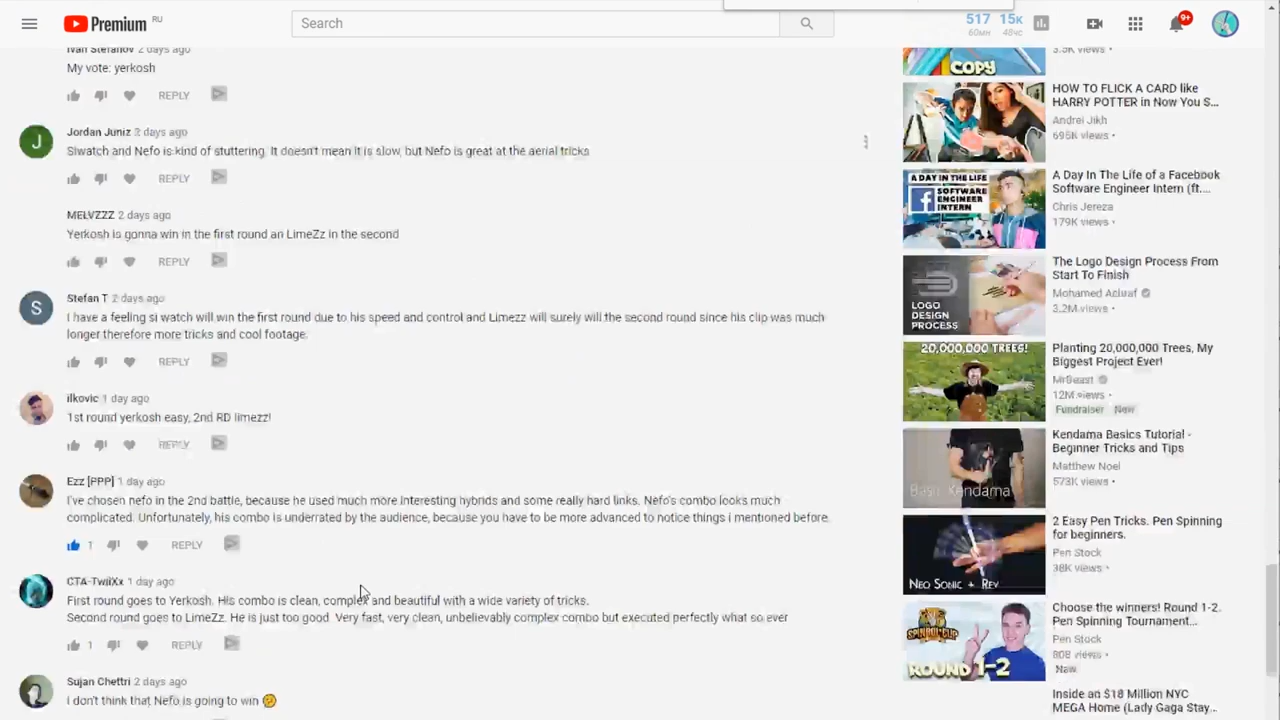 Premium RU
Search
517 15к
60мн 48чс
9+
Ivan Stefanov 2 days ago
My vote: yerkosh
REPLY
J
Jordan Juniz 2 days ago
Siwatch and Nefo is kind of stuttering. It doesn't mean it is slow, but Nefo is great at the aerial tricks
REPLY
MELVZZZ 2 days ago
Yerkosh is gonna win in the first round an LimeZz in the second
REPLY
S
Stefan T 2 days ago
I have a feeling si watch will win the first round due to his speed and control and Limezz will surely will the second round since his clip was much
longer therefore more tricks and cool footage.
REPLY
ilkovic 1 day ago
1st round yerkosh easy, 2nd RD limezz!
REPLY
Ezz [PPP] 1 day ago
I've chosen nefo in the 2nd battle, because he used much more interesting hybrids and some really hard links. Nefo's combo looks much
complicated. Unfortunately, his combo is underrated by the audience, because you have to be more advanced to notice things i mentioned before.
1 REPLY
CTA-TwiiXx 1 day ago
First round goes to Yerkosh. His combo is clean, complex and beautiful with a wide variety of tricks.
Second round goes to LimeZz. He is just too good. Very fast, very clean, unbelievably complex combo but executed perfectly what so ever
1 REPLY
Sujan Chettri 2 days ago
I don't think that Nefo is going to win
COPY
3.5K views •
HOW TO FLICK A CARD like
HARRY POTTER in Now You S...
Andrei Jikh
695K views •
A DAY IN THE LIFE
SOFTWARE
ENGINEER
INTERN
A Day In The Life of a Facebook
Software Engineer Intern (ft....
Chris Jereza
179K views •
LOGO
DESIGN
PROCESS
The Logo Design Process From
Start To Finish
Mohamed Achraf
3.2M views •
20,000,000 TREES!
Planting 20,000,000 Trees, My
Biggest Project Ever!
MrBeast
12M views •
Fundraiser New
Basic Kendama
Kendama Basics Tutorial -
Beginner Tricks and Tips
Matthew Noel
573K views •
NEO SONIC + REV
2 Easy Pen Tricks. Pen Spinning
for beginners.
Pen Stock
38K views •
ROUND 1-2
Choose the winners! Round 1-2.
Pen Spinning Tournament...
Pen Stock
808 views •
New
Inside an $18 Million NYC
MEGA Home (Lady Gaga Stay...